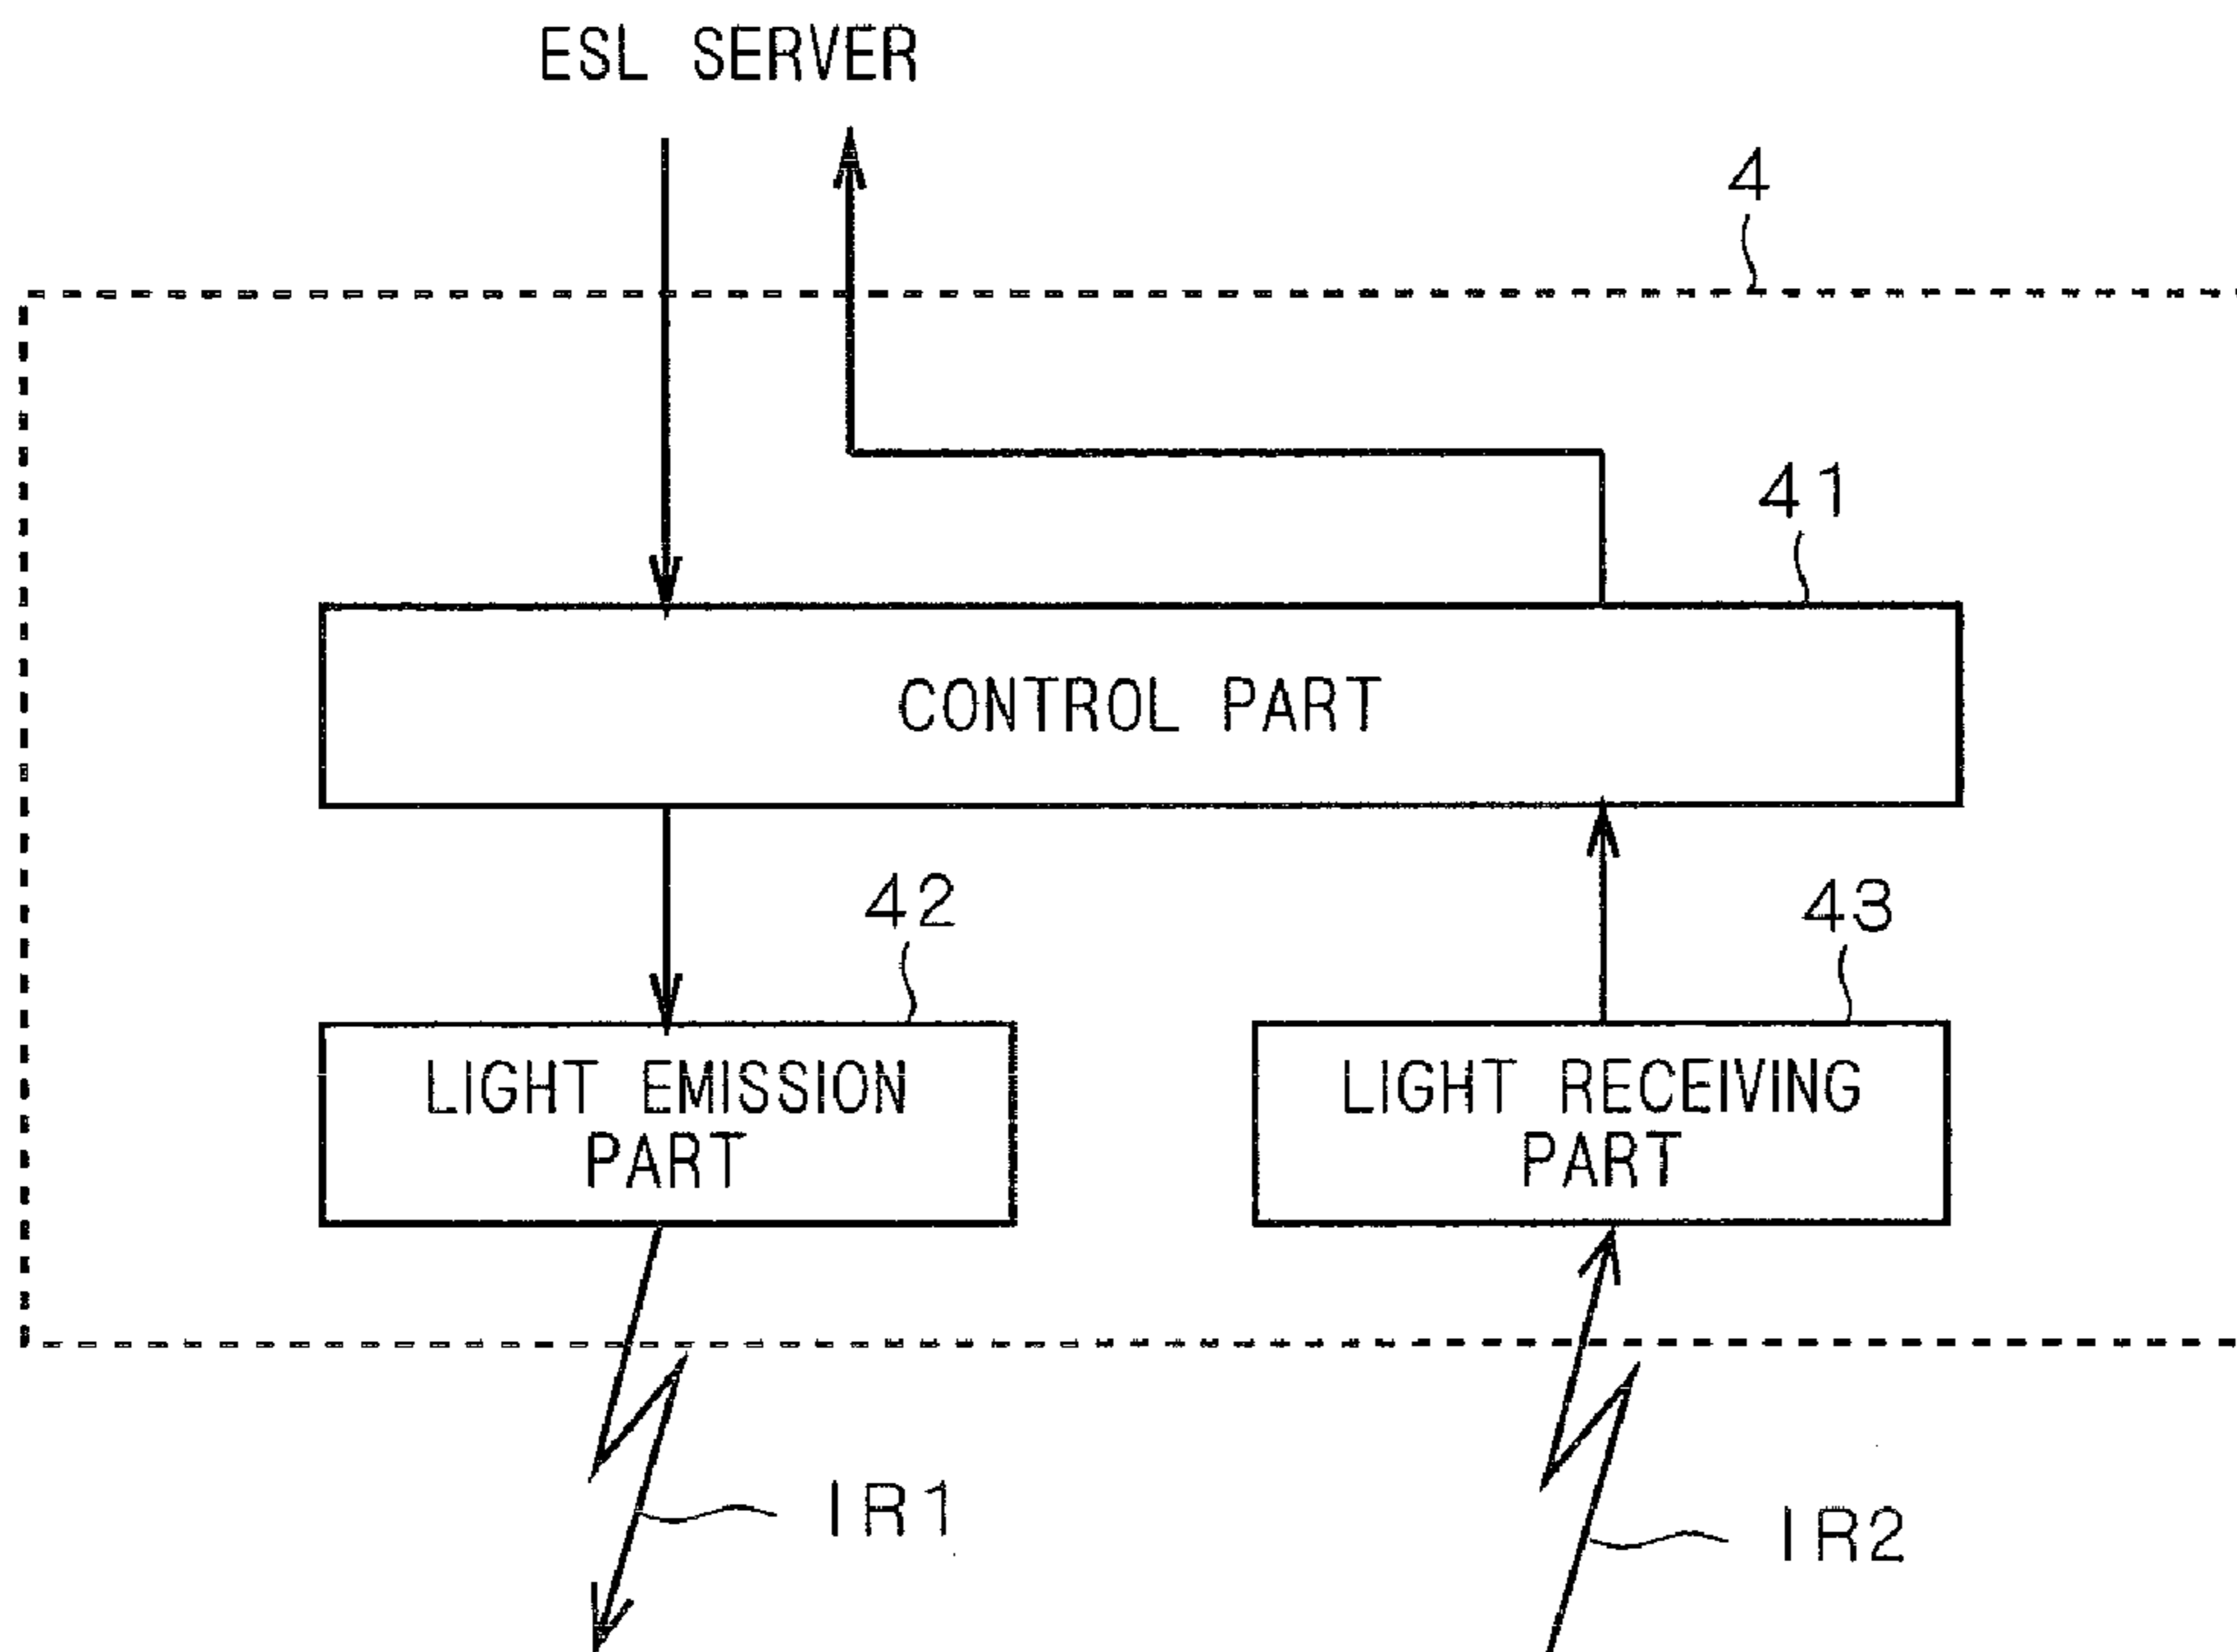 ESL SERVER
4
41
CONTROL PART
42
43
LIGHT EMISSION
PART
LIGHT RECEIVING
PART
IR1
IR2